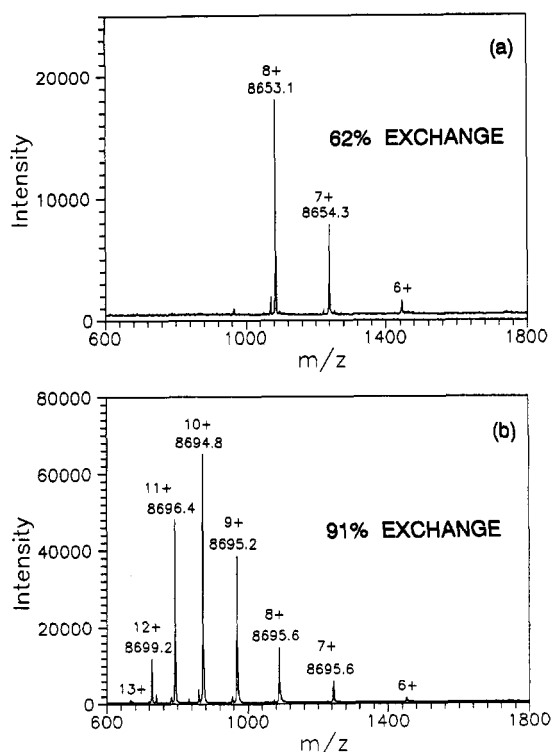 (a)
8+
8653.1
62% EXCHANGE
7+
8654.3
6+
Intensity
20000
10000
0
600 1000 1400 1800
m/z
(b)
10+
8694.8
11+
8696.4
9+
8695.2
91% EXCHANGE
8+
8695.6
12+
8699.2
7+
8695.6
13+
6+
Intensity
80000
60000
40000
20000
0
600 1000 1400 1800
m/z